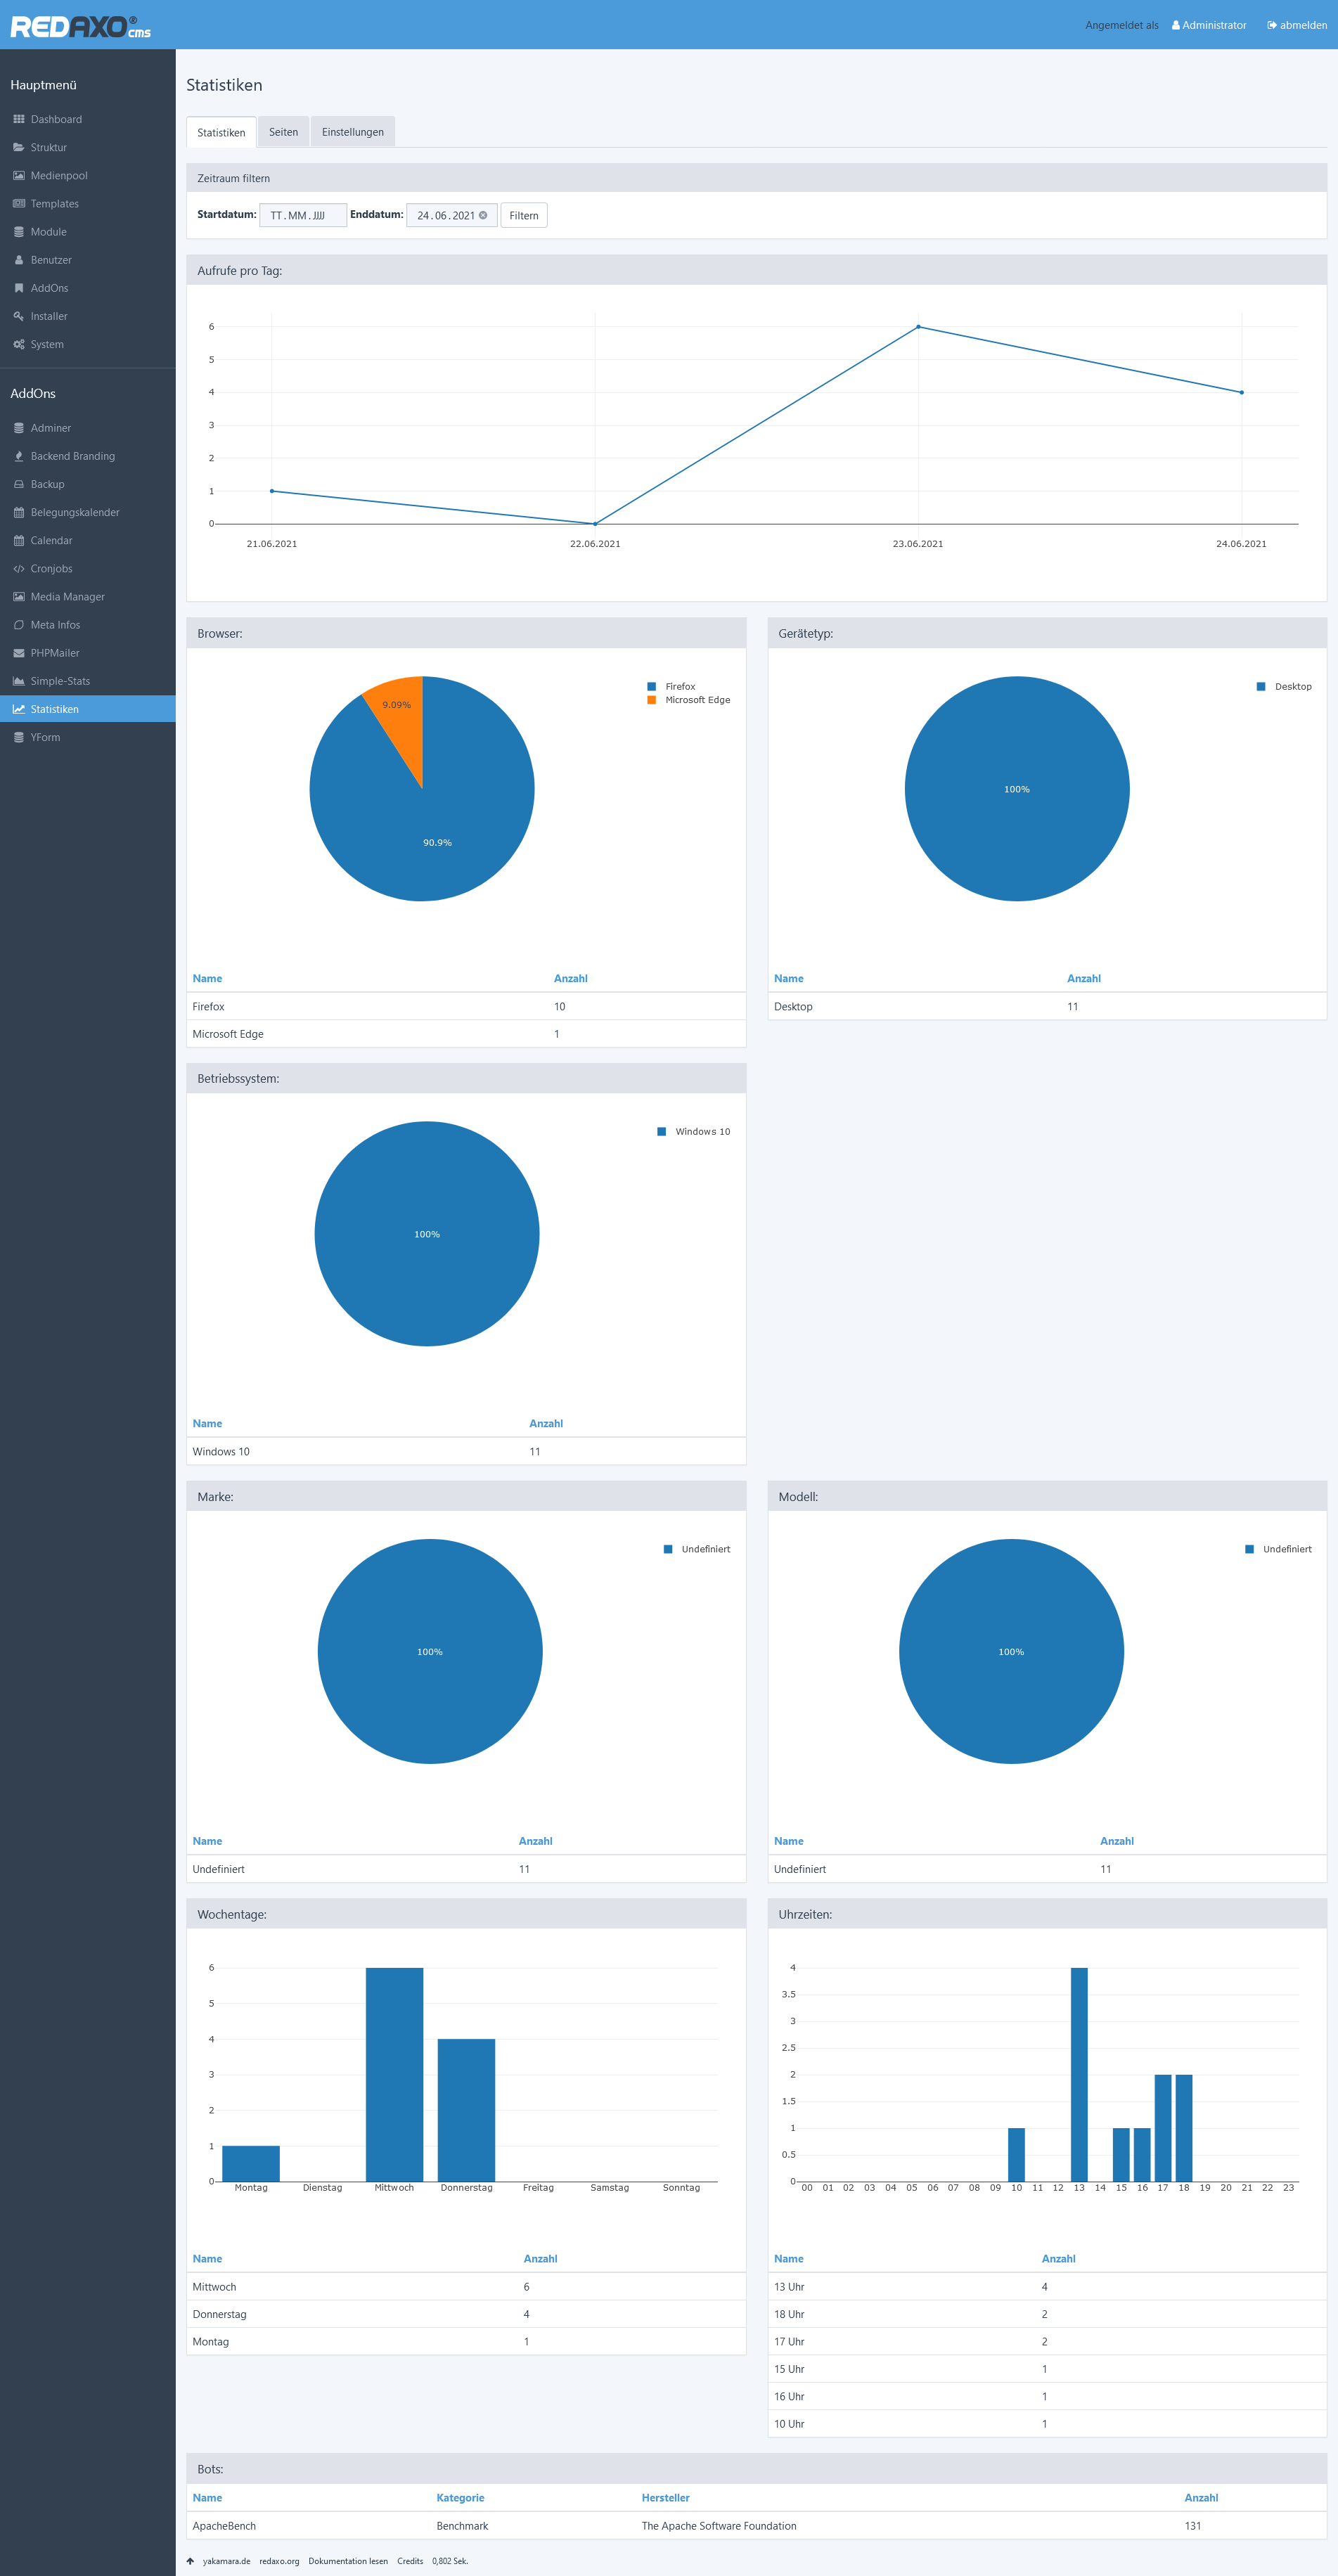 REDAXO® cms
Angemeldet als Administrator abmelden
Hauptmenü
Dashboard
Struktur
Medienpool
Templates
Module
Benutzer
AddOns
Installer
System
AddOns
Adminer
Backend Branding
Backup
Belegungskalender
Calendar
Cronjobs
Media Manager
Meta Infos
PHPMailer
Simple-Stats
Statistiken
YForm
Statistiken
Statistiken Seiten Einstellungen
Zeitraum filtern
Startdatum: TT.MM.JJJJ Enddatum: 24.06.2021 Filtern
Aufrufe pro Tag:
6
5
4
3
2
1
0
21.06.2021 22.06.2021 23.06.2021 24.06.2021
Browser:
Firefox
Microsoft Edge
9.09%
90.9%
Name Anzahl
Firefox 10
Microsoft Edge 1
Gerätetyp:
Desktop
100%
Name Anzahl
Desktop 11
Betriebssystem:
Windows 10
100%
Name Anzahl
Windows 10 11
Marke:
Undefiniert
100%
Name Anzahl
Undefiniert 11
Modell:
Undefiniert
100%
Name Anzahl
Undefiniert 11
Wochentage:
6
5
4
3
2
1
0
Montag Dienstag Mittwoch Donnerstag Freitag Samstag Sonntag
Name Anzahl
Mittwoch 6
Donnerstag 4
Montag 1
Uhrzeiten:
4
3.5
3
2.5
2
1.5
1
0.5
0
00 01 02 03 04 05 06 07 08 09 10 11 12 13 14 15 16 17 18 19 20 21 22 23
Name Anzahl
13 Uhr 4
18 Uhr 2
17 Uhr 2
15 Uhr 1
16 Uhr 1
10 Uhr 1
Bots:
Name Kategorie Hersteller Anzahl
ApacheBench Benchmark The Apache Software Foundation 131
yakamara.de redaxo.org Dokumentation lesen Credits 0,802 Sek.